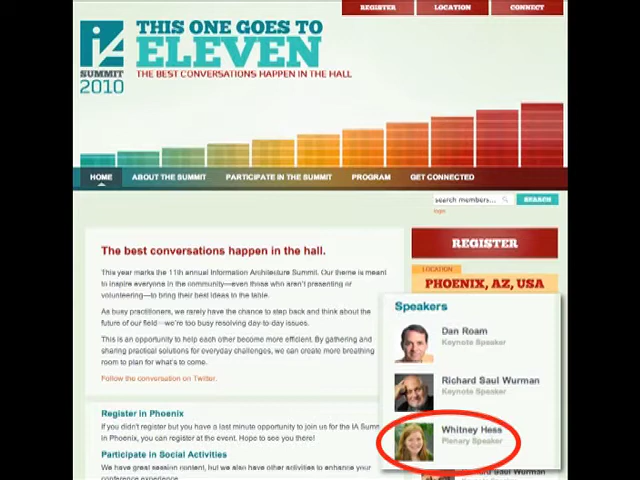 REGISTER
LOCATION
CONNECT
THIS ONE GOES TO
ELEVEN
THE BEST CONVERSATIONS HAPPEN IN THE HALL
SUMMIT
2010
HOME
ABOUT THE SUMMIT
PARTICIPATE IN THE SUMMIT
PROGRAM
GET CONNECTED
search members...
SEARCH
login
The best conversations happen in the hall.
This year marks the 11th annual Information Architecture Summit. Our theme is meant
to inspire everyone in the community—even those who aren't presenting or
volunteering—to bring their best ideas to the table.
As busy practitioners, we rarely have the chance to step back and think about the
future of our field—we're too busy resolving day-to-day issues.
This is an opportunity to help each other become more efficient. By gathering and
sharing practical solutions for everyday challenges, we can create more breathing
room to plan for what's to come.
Follow the conversation on Twitter.
Register in Phoenix
If you didn't register but you have a last minute opportunity to join us for the IA Summ
in Phoenix, you can register at the event. Hope to see you there!
Participate in Social Activities
We have great session content, but we also have other activities to enhance your
conference experience.
REGISTER
LOCATION
PHOENIX, AZ, USA
Speakers
Dan Roam
Keynote Speaker
Richard Saul Wurman
Keynote Speaker
Whitney Hess
Plenary Speaker
Richard Saul Wurman